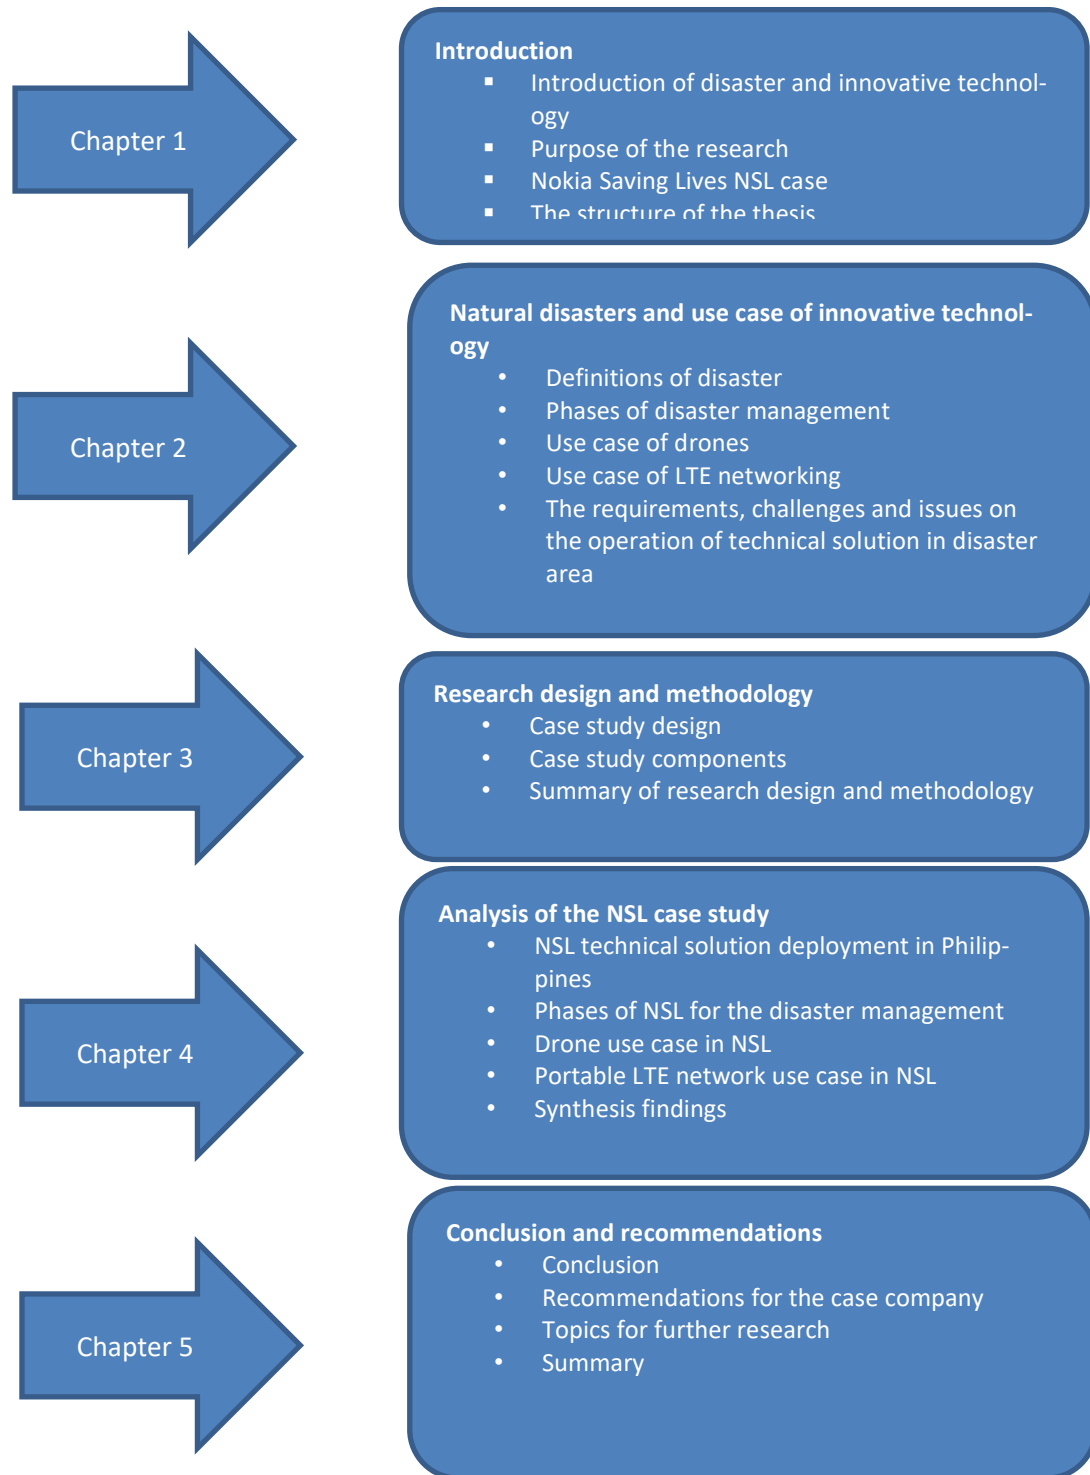 Chapter 1
Introduction
▪ Introduction of disaster and innovative technol-
ogy
▪ Purpose of the research
▪ Nokia Saving Lives NSL case
▪ The structure of the thesis
Chapter 2
Natural disasters and use case of innovative technol-
ogy
• Definitions of disaster
• Phases of disaster management
• Use case of drones
• Use case of LTE networking
• The requirements, challenges and issues on
the operation of technical solution in disaster
area
Chapter 3
Research design and methodology
• Case study design
• Case study components
• Summary of research design and methodology
Chapter 4
Analysis of the NSL case study
• NSL technical solution deployment in Philip-
pines
• Phases of NSL for the disaster management
• Drone use case in NSL
• Portable LTE network use case in NSL
• Synthesis findings
Chapter 5
Conclusion and recommendations
• Conclusion
• Recommendations for the case company
• Topics for further research
• Summary